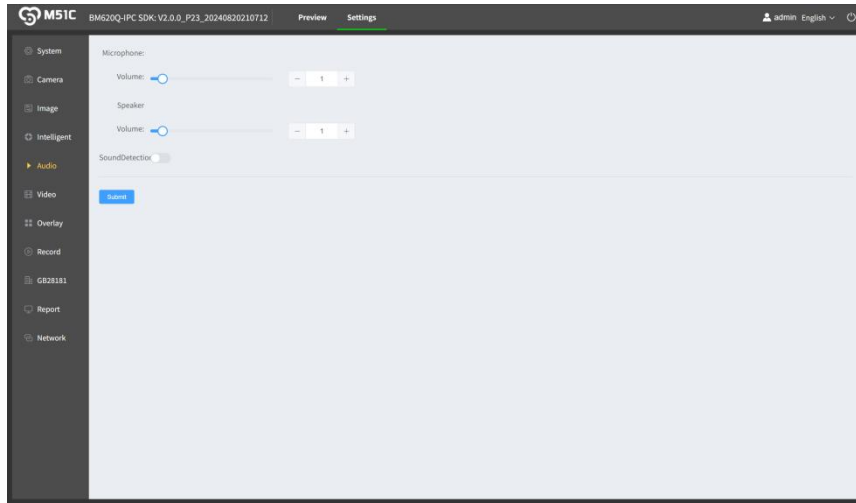 M51C BM620Q-IPC SDK: V2.0.0_P23_20240820210712 Preview Settings admin English
System
Camera
Image
Intelligent
Audio
Video
Overlay
Record
GB28181
Report
Network
Microphone:
Volume: - 1 +
Speaker
Volume: - 1 +
SoundDetection
Submit